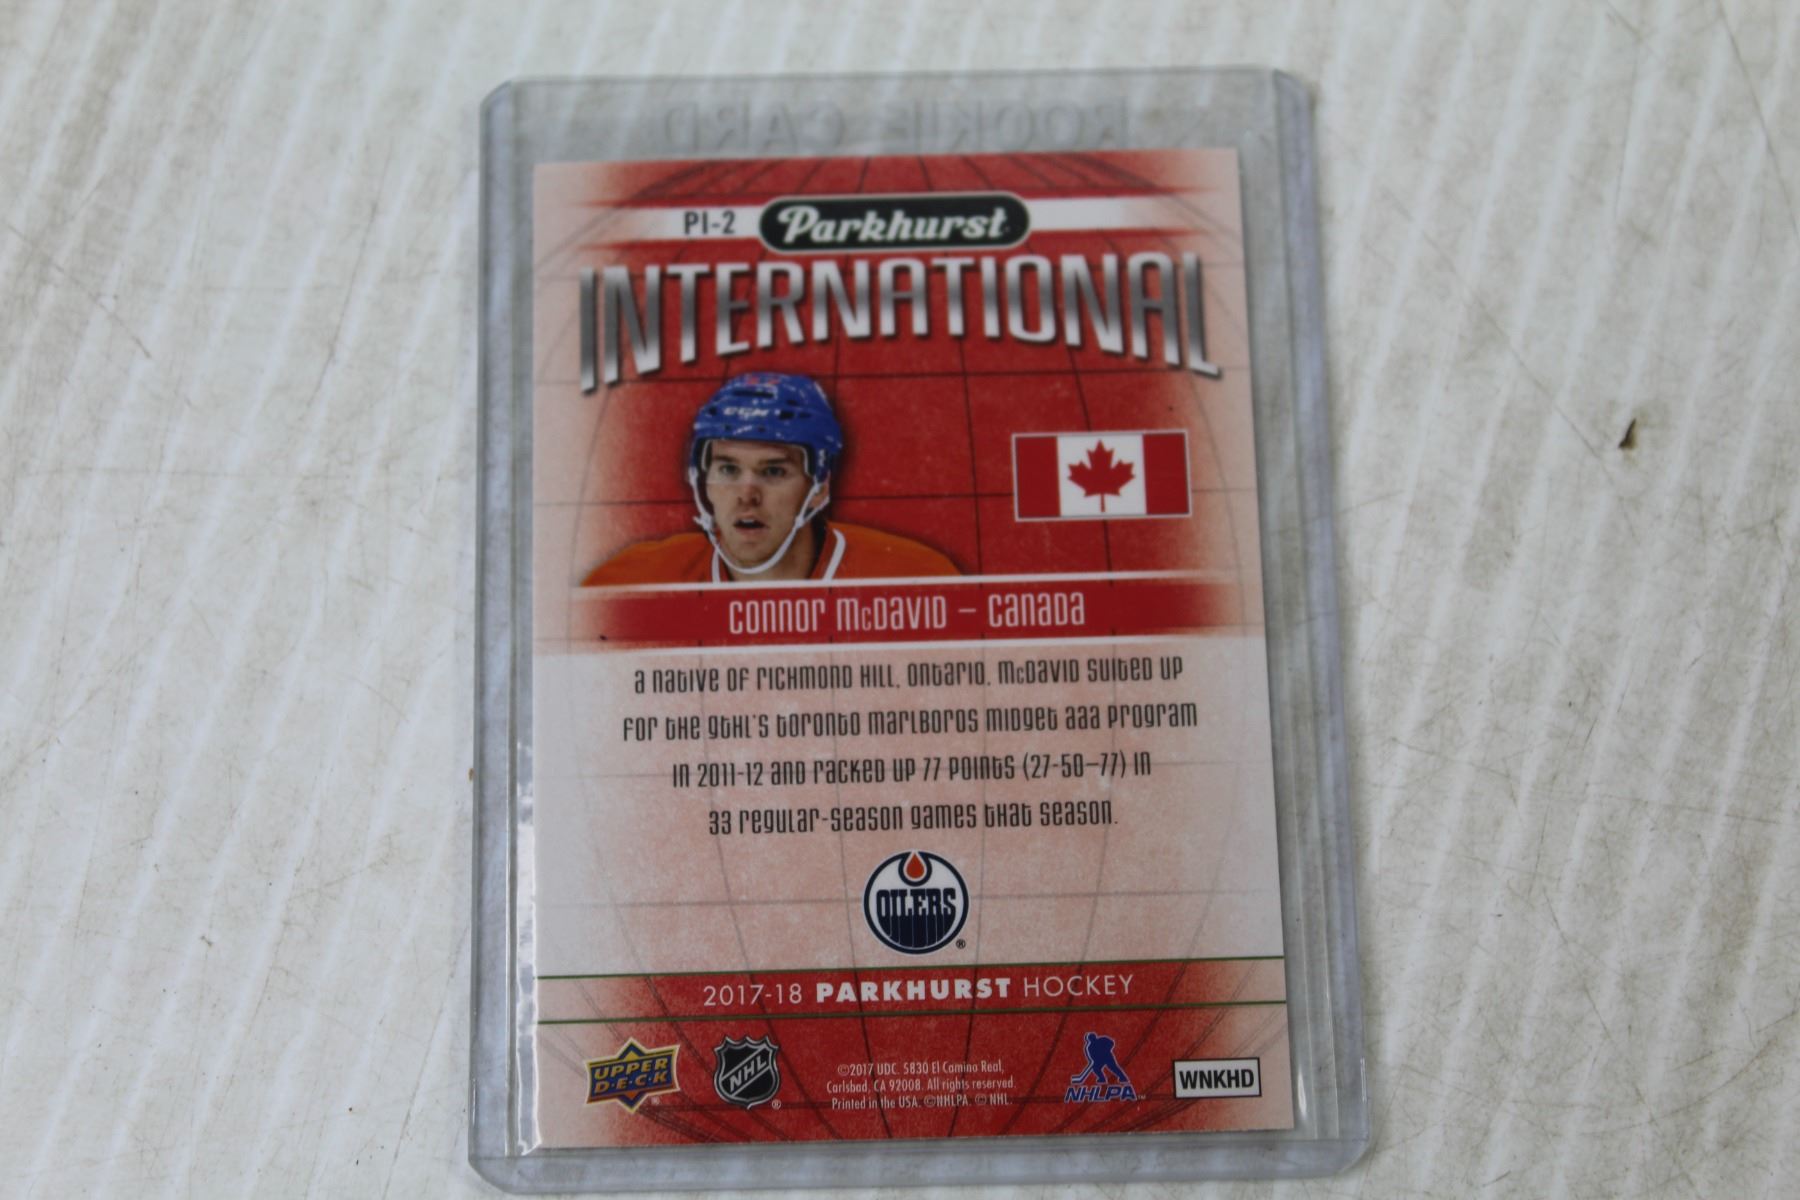 ROOKIE CARD
PI-2 Parkhurst
INTERNATIONAL
CCM
CONNOR McDAVID – CANADA
A NATIVE OF RICHMOND HILL, ONTARIO, McDAVID SUITED UP
FOR THE GTHL'S TORONTO MARLBOROS MIDGET AAA PROGRAM
IN 2011-12 AND RACKED UP 77 POINTS (27-50–77) IN
33 REGULAR-SEASON GAMES THAT SEASON.
OILERS ®
2017-18 PARKHURST HOCKEY
UPPER
D•E•C•K ®
NHL ®
©2017 UDC. 5830 El Camino Real,
Carlsbad, CA 92008. All rights reserved.
Printed in the USA. ©NHLPA. © NHL.
NHLPA™
WNKHD